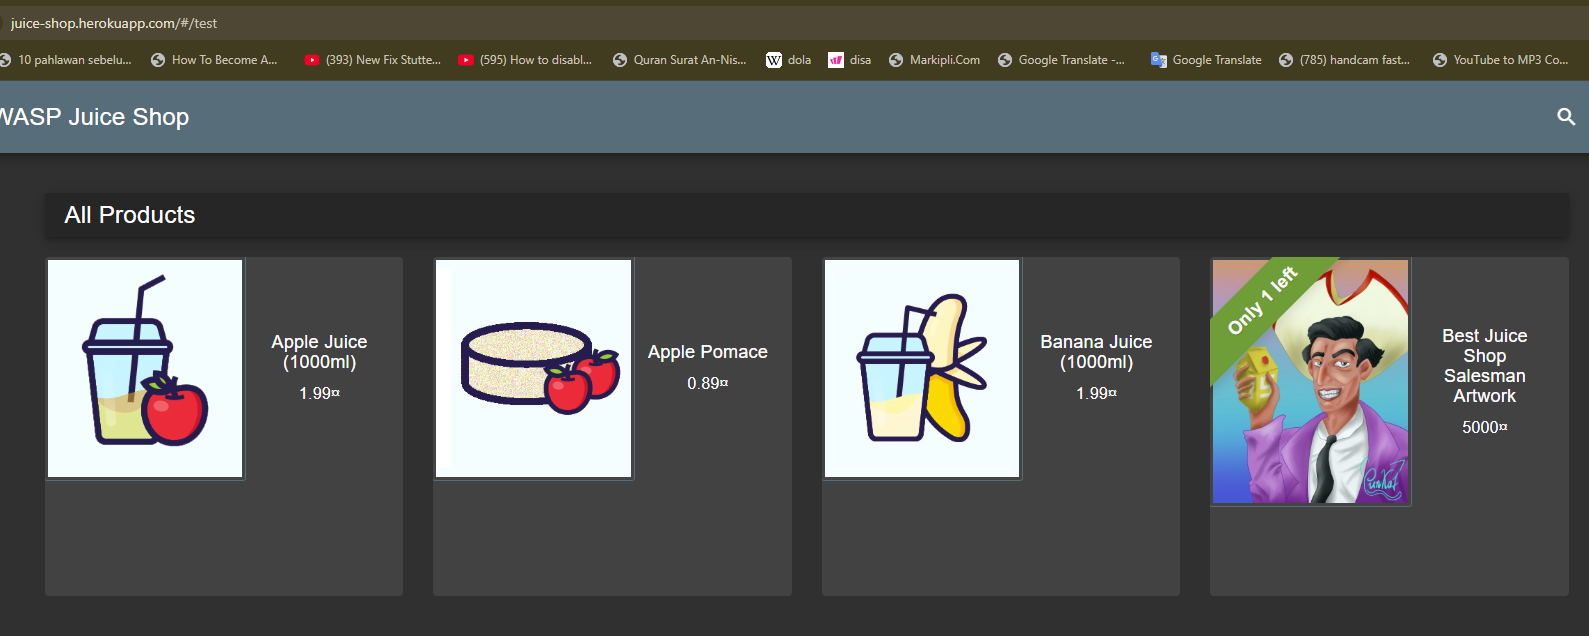 juice-shop.herokuapp.com/#/test
10 pahlawan sebelu...
How To Become A...
(393) New Fix Stutte...
(595) How to disabl...
Quran Surat An-Nis...
W dola
disa
Markipli.Com
Google Translate -...
Google Translate
(785) handcam fast...
YouTube to MP3 Co...
WASP Juice Shop
All Products
Apple Juice
(1000ml)
1.99¤
Apple Pomace
0.89¤
Banana Juice
(1000ml)
1.99¤
Only 1 left
Best Juice
Shop
Salesman
Artwork
5000¤